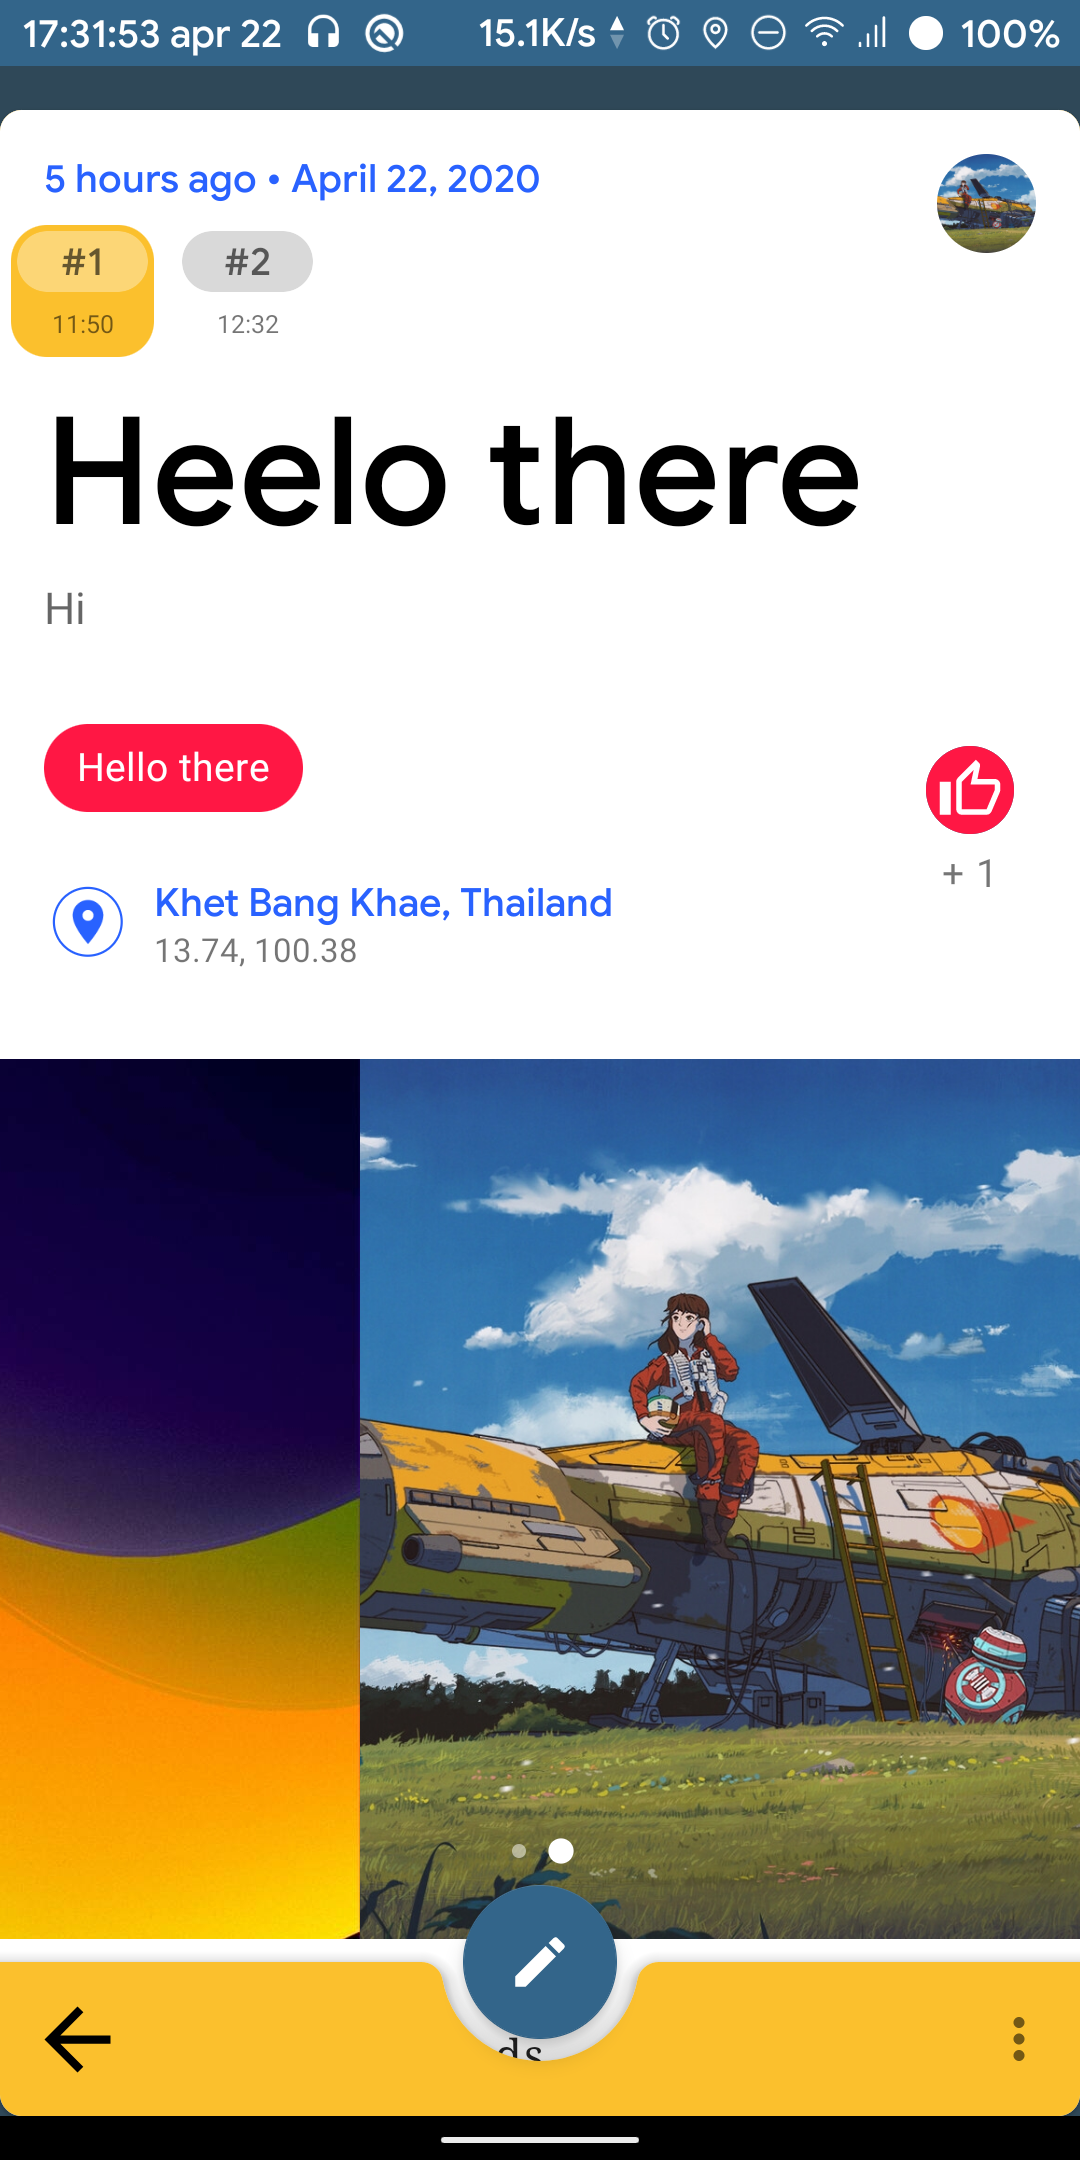 17:31:53 apr 22 15.1K/s 100%
5 hours ago • April 22, 2020
#1 #2
11:50 12:32
Heelo there
Hi
Hello there
+ 1
Khet Bang Khae, Thailand
13.74, 100.38
ds